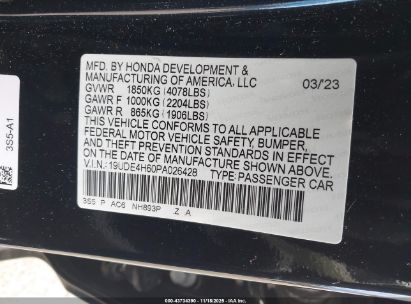 MFD. BY HONDA DEVELOPMENT &
MANUFACTURING OF AMERICA, LLC 03/23
GVWR 1850KG (4078LBS)
GAWR F 1000KG (2204LBS)
GAWR R 865KG (1906LBS)
THIS VEHICLE CONFORMS TO ALL APPLICABLE
FEDERAL MOTOR VEHICLE SAFETY, BUMPER,
AND THEFT PREVENTION STANDARDS IN EFFECT
ON THE DATE OF MANUFACTURE SHOWN ABOVE.
V.I.N.: 19UDE4H60PA026428 TYPE: PASSENGER CAR
3S5 P AC6 NH893P Z A
3S5-A1